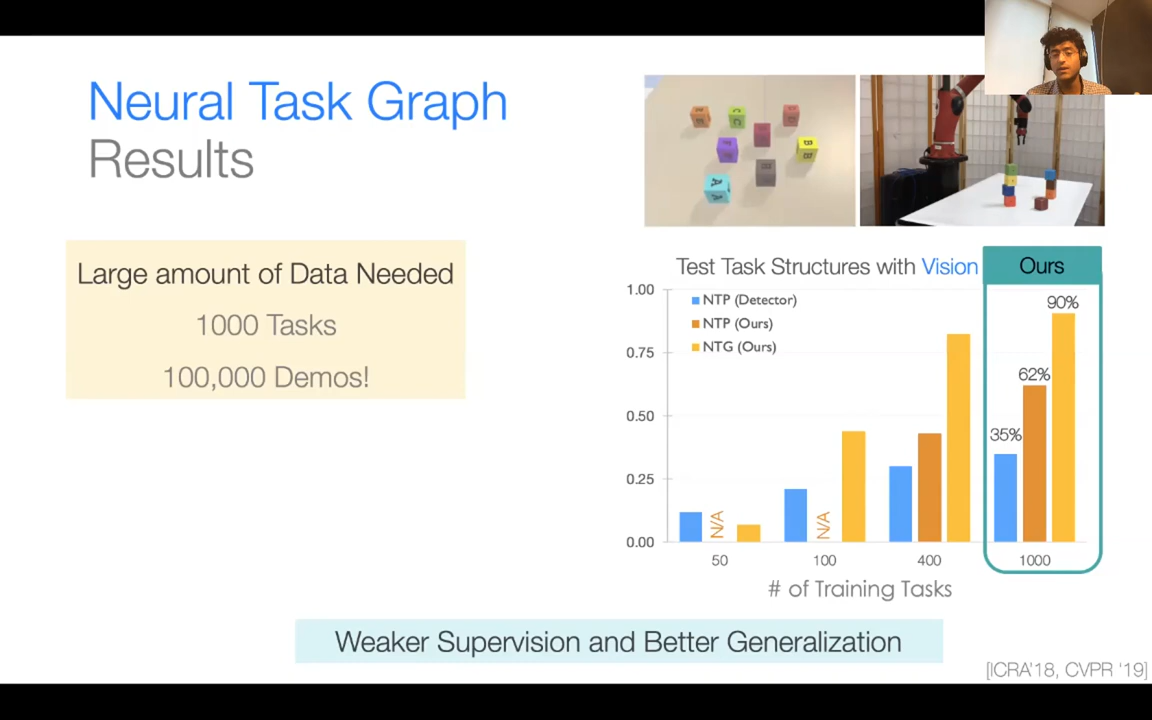 Neural Task Graph
Results
Large amount of Data Needed
1000 Tasks
100,000 Demos!
Test Task Structures with Vision
Ours
1.00
0.75
0.50
0.25
0.00
NTP (Detector)
NTP (Ours)
NTG (Ours)
N/A
N/A
35%
62%
90%
50
100
400
1000
# of Training Tasks
Weaker Supervision and Better Generalization
[ICRA'18, CVPR '19]